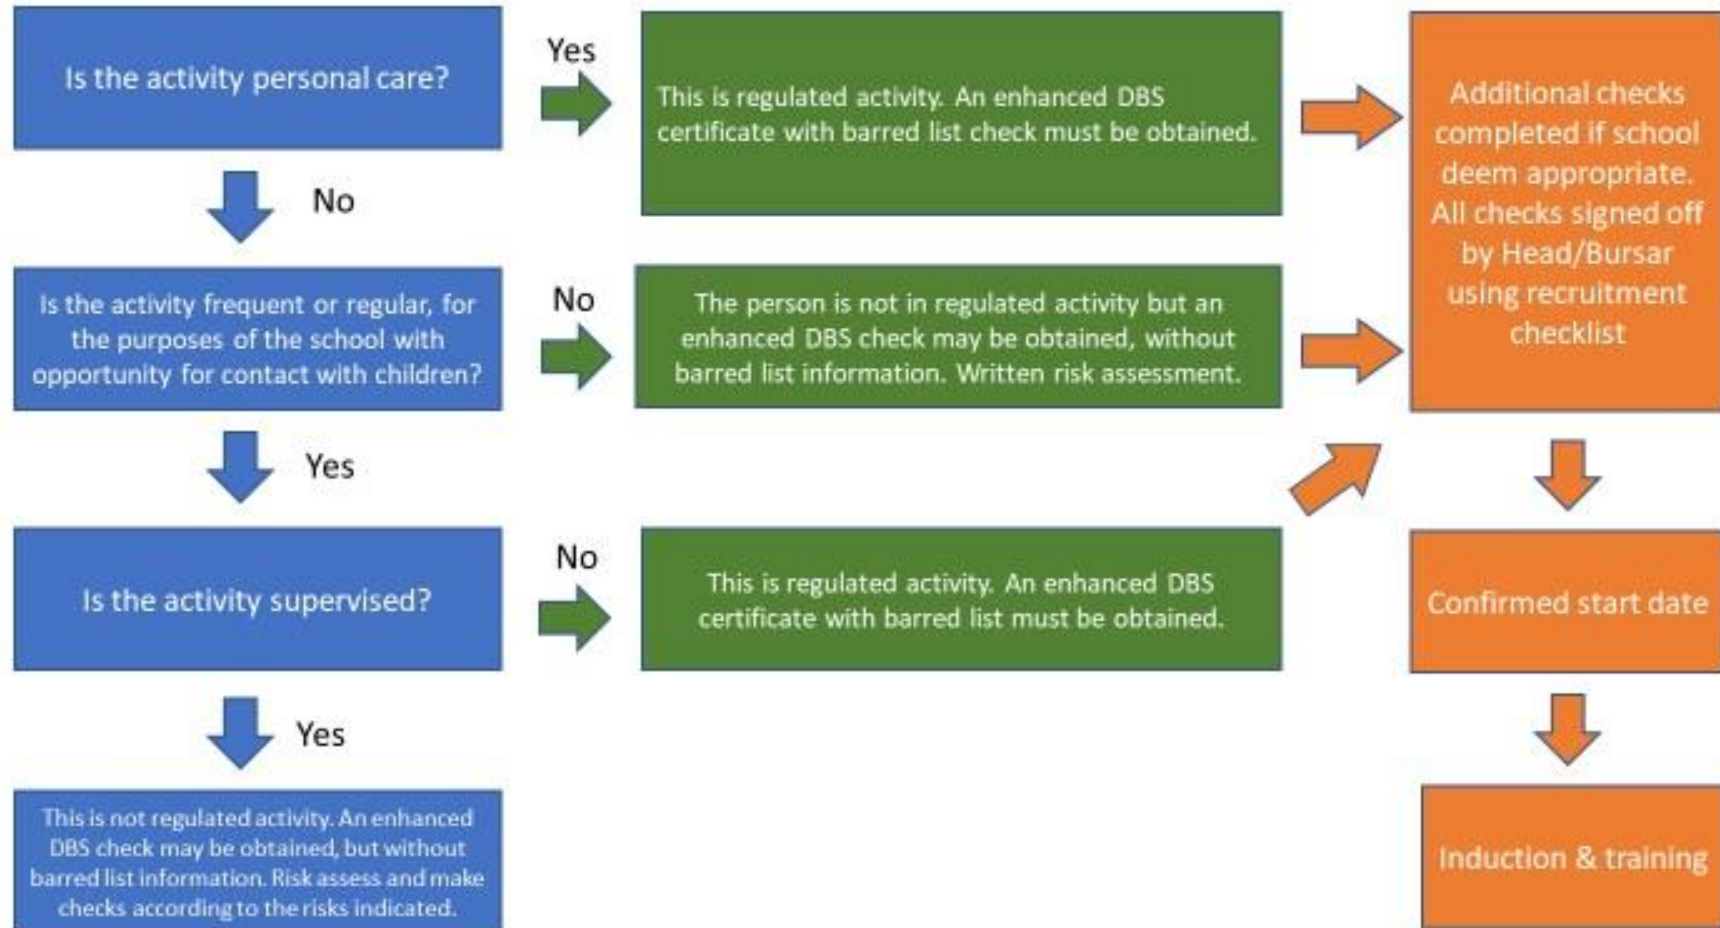 Is the activity personal care?
Yes
This is regulated activity. An enhanced DBS
certificate with barred list check must be obtained.
Additional checks
completed if school
deem appropriate.
All checks signed off
by Head/Bursar
using recruitment
checklist
No
Is the activity frequent or regular, for
the purposes of the school with
opportunity for contact with children?
No
The person is not in regulated activity but an
enhanced DBS check may be obtained, without
barred list information. Written risk assessment.
Yes
Is the activity supervised?
No
This is regulated activity. An enhanced DBS
certificate with barred list must be obtained.
Confirmed start date
Yes
This is not regulated activity. An enhanced
DBS check may be obtained, but without
barred list information. Risk assess and make
checks according to the risks indicated.
Induction & training